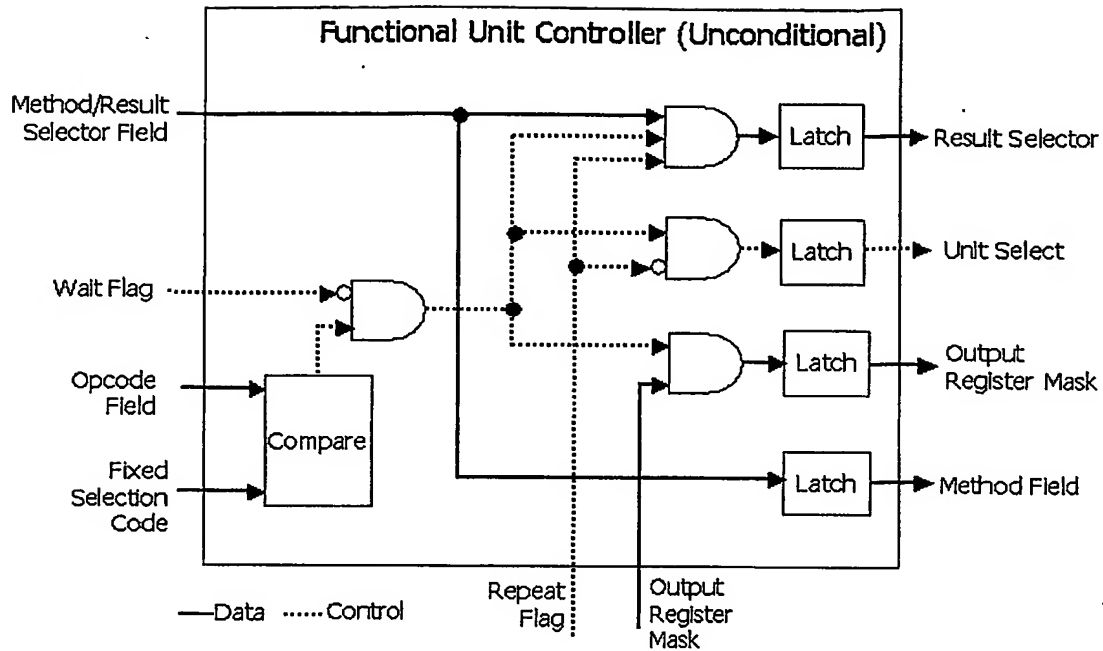 Functional Unit Controller (Unconditional)
Method/Result
Selector Field
Latch
Result Selector
Latch
Unit Select
Wait Flag
Latch
Output
Register Mask
Opcode
Field
Compare
Fixed
Selection
Code
Latch
Method Field
Repeat
Flag
Output
Register
Mask
Data
Control